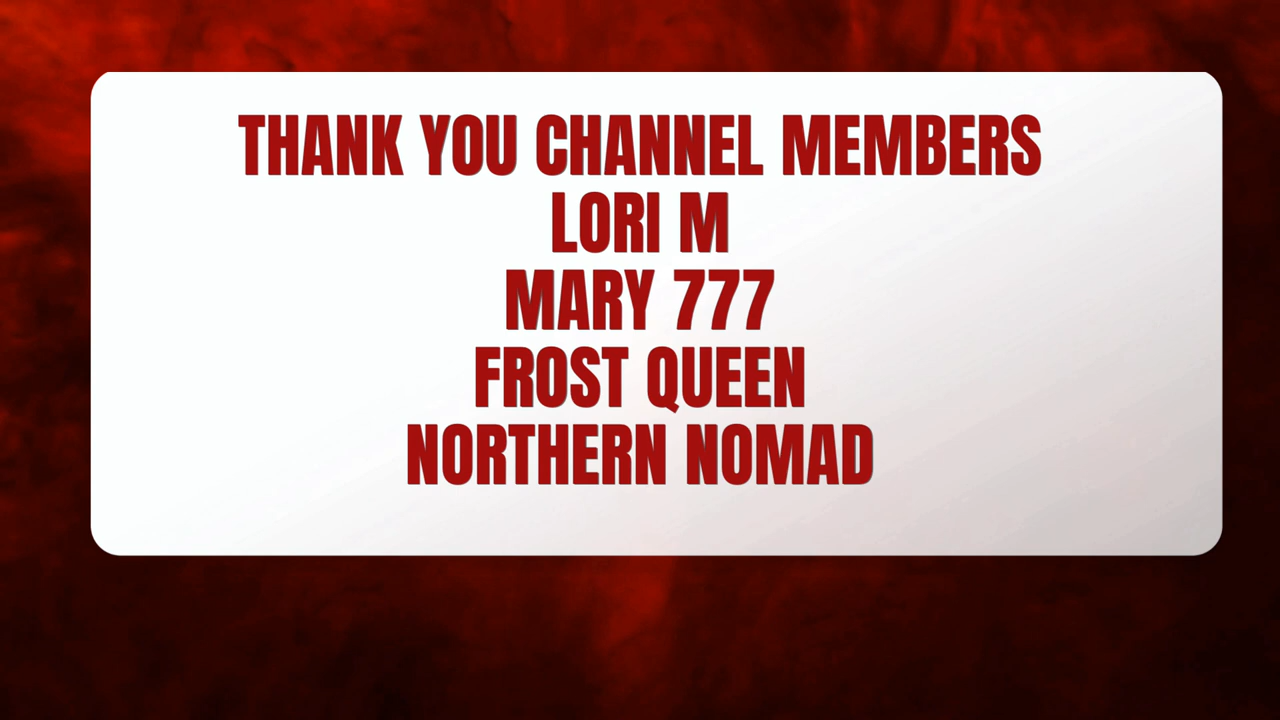 THANK YOU CHANNEL MEMBERS
LORI M
MARY 777
FROST QUEEN
NORTHERN NOMAD